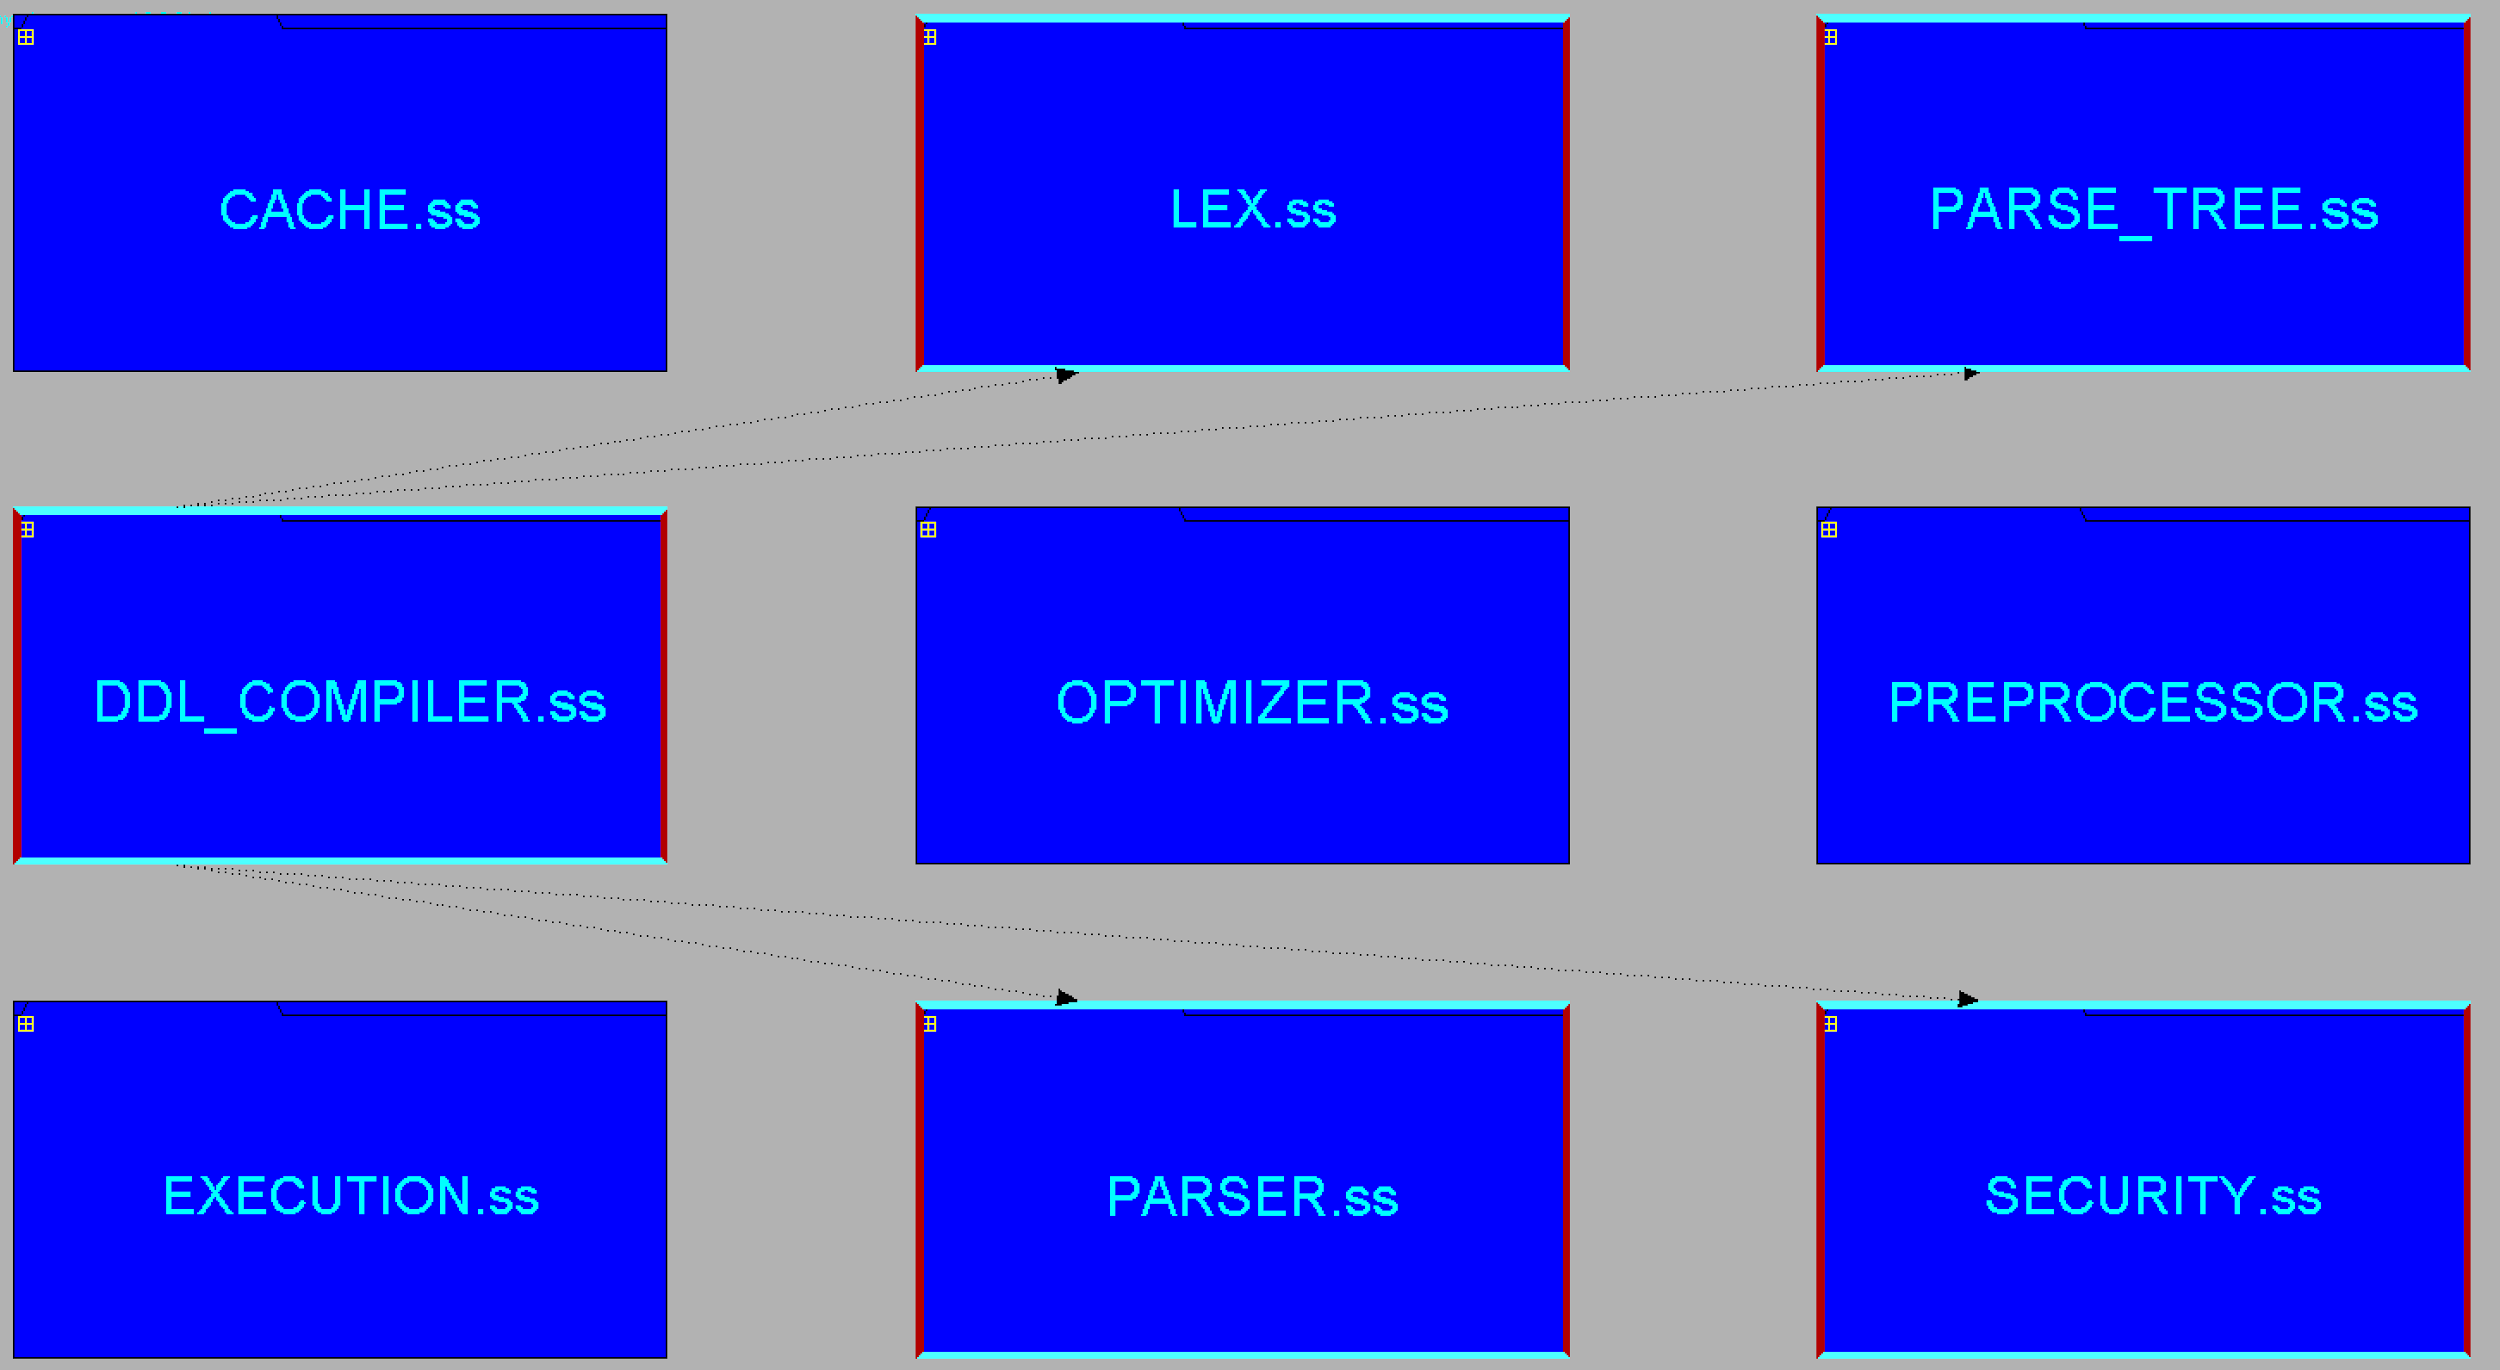 CACHE.ss
LEX.ss
PARSE_TREE.ss
DDL_COMPILER.ss
OPTIMIZER.ss
PREPROCESSOR.ss
EXECUTION.ss
PARSER.ss
SECURITY.ss